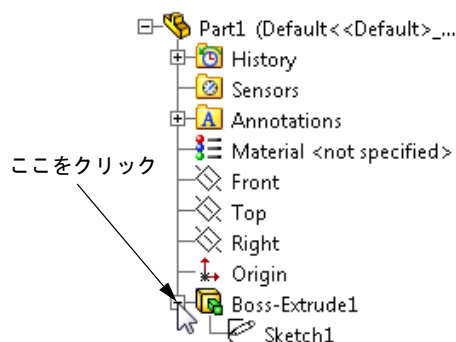 Part1 (Default<<Default>_...
History
Sensors
A Annotations
Material <not specified>
ここをクリック
Front
Top
Right
Origin
Boss-Extrude1
Sketch1